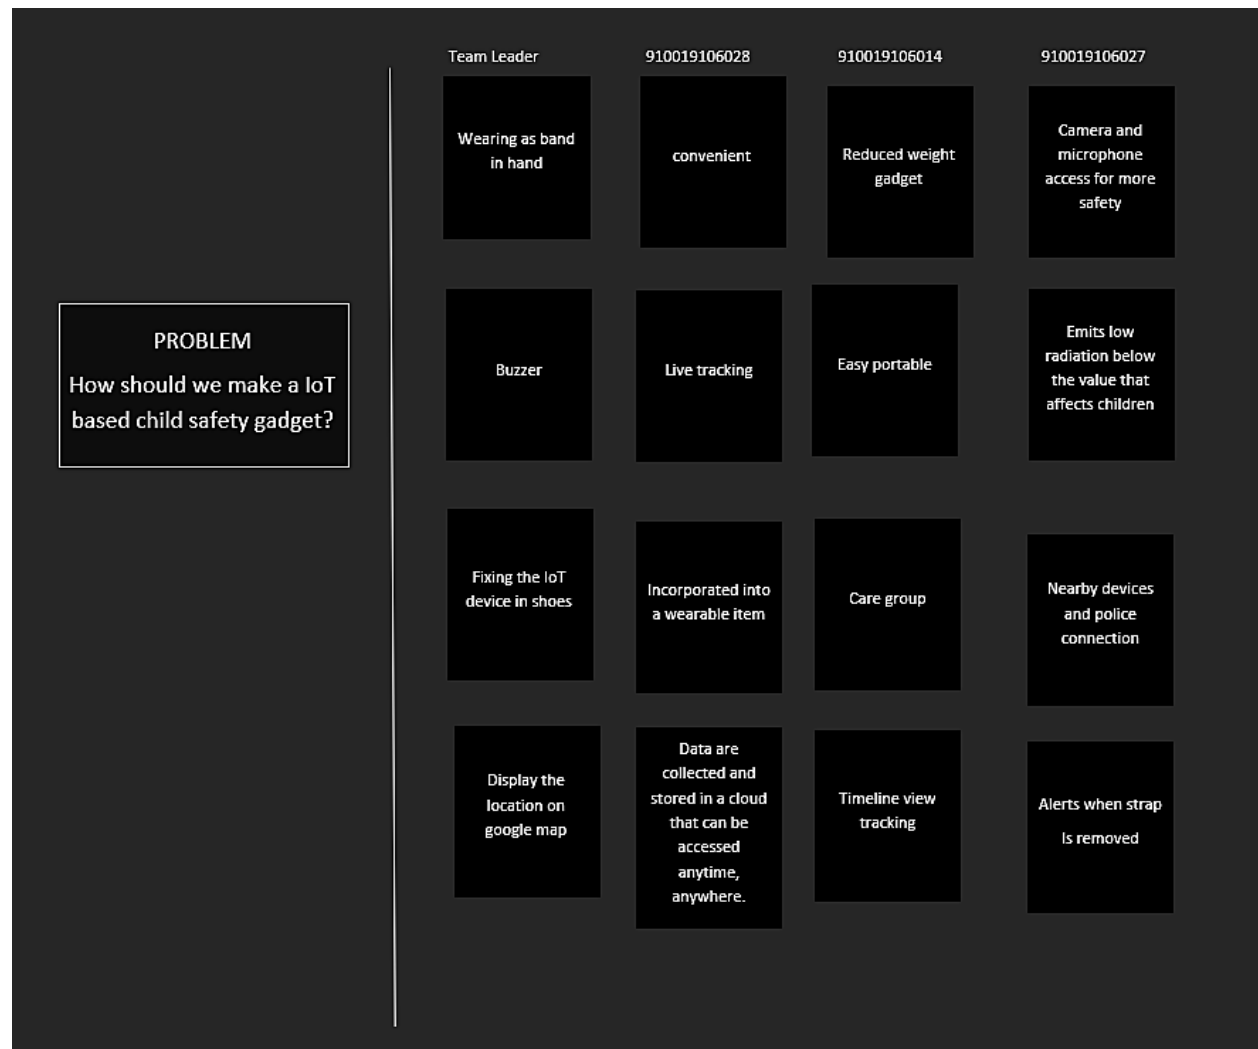 Team Leader
910019106028
910019106014
910019106027
PROBLEM
How should we make a IoT
based child safety gadget?
Wearing as band
in hand
convenient
Reduced weight
gadget
Camera and
microphone
access for more
safety
Buzzer
Live tracking
Easy portable
Emits low
radiation below
the value that
affects children
Fixing the IoT
device in shoes
Incorporated into
a wearable item
Care group
Nearby devices
and police
connection
Display the
location on
google map
Data are
collected and
stored in a cloud
that can be
accessed
anytime,
anywhere.
Timeline view
tracking
Alerts when strap
Is removed